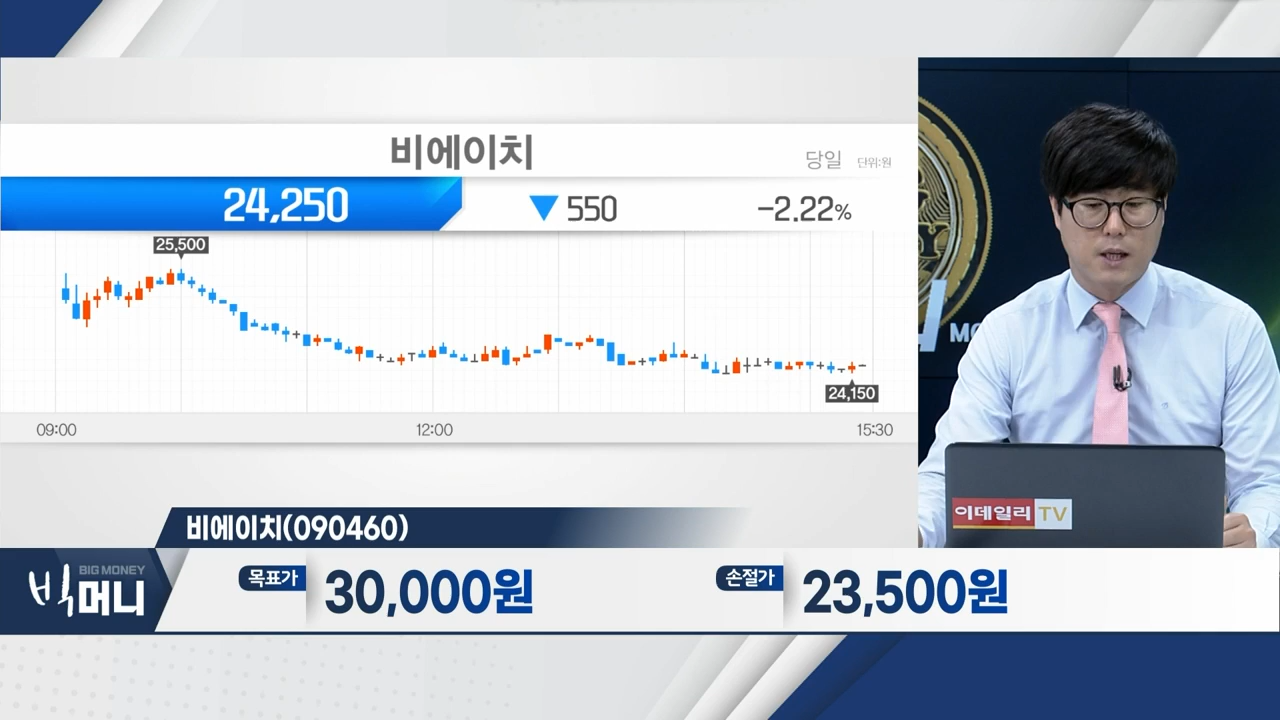 비에이치
당일 단위:원
24,250 ▼ 550 -2.22%
25,500
24,150
09:00 12:00 15:30
비에이치(090460)
BIG MONEY
빅머니
목표가 30,000원 손절가 23,500원
이데일리TV